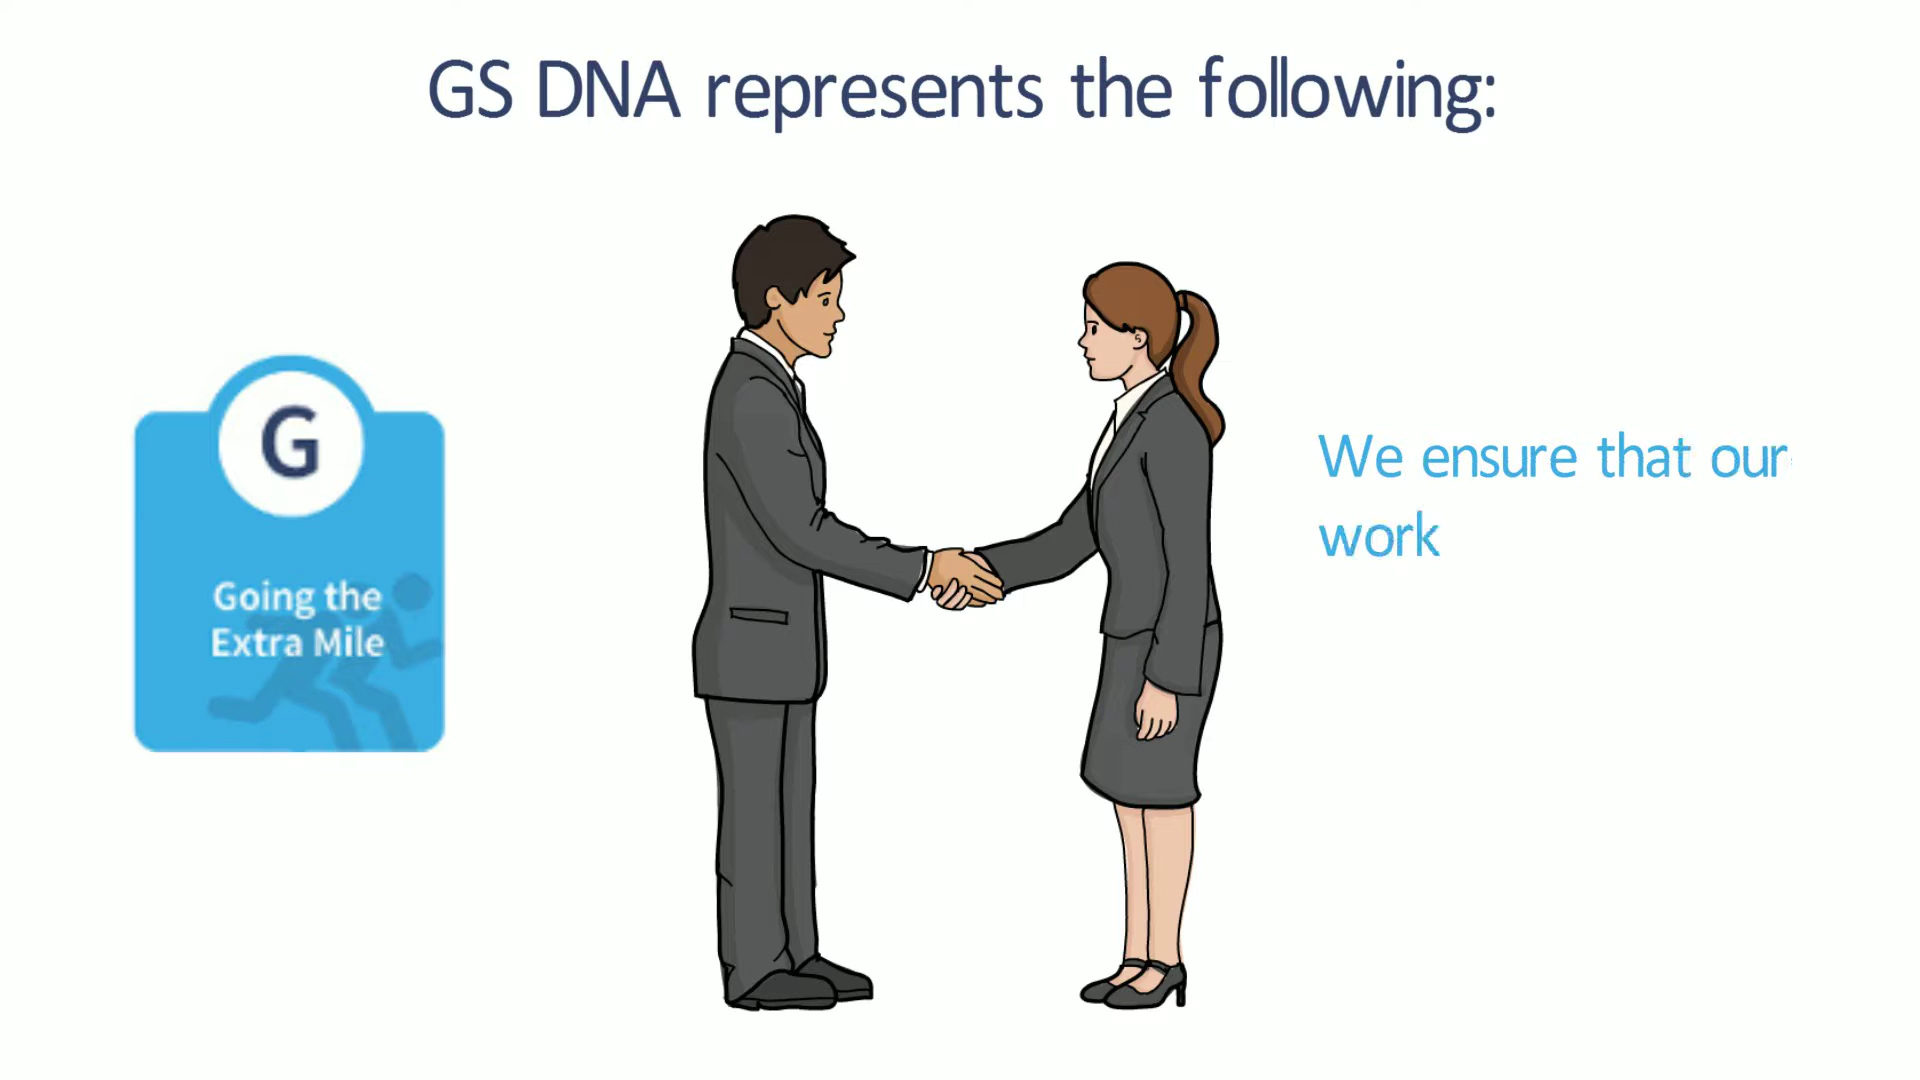 GS DNA represents the following:
G
Going the
Extra Mile
We ensure that our
work